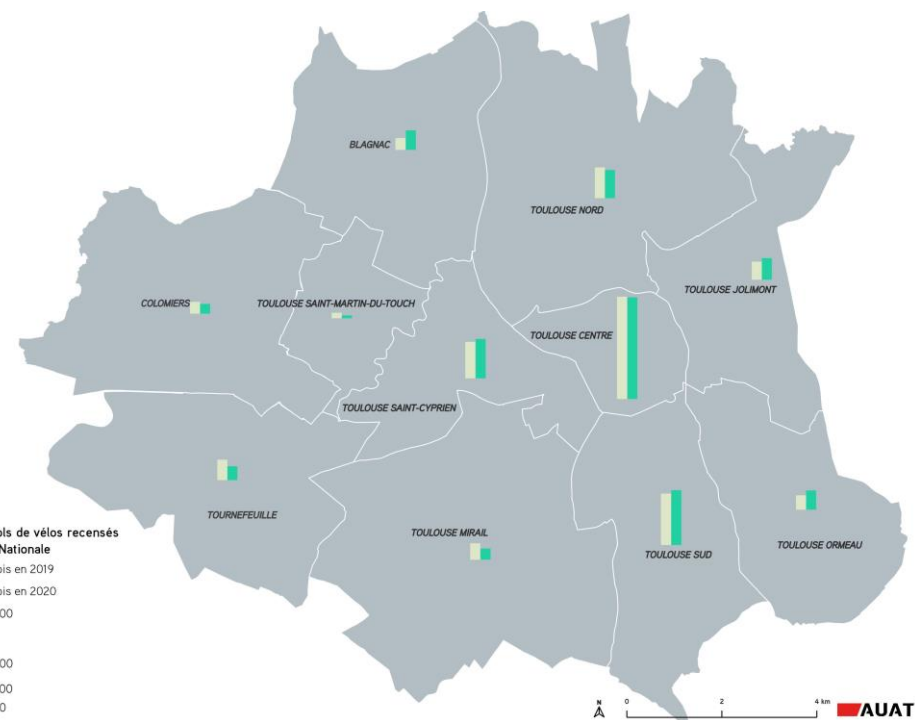 BLAGNAC
TOULOUSE NORD
TOULOUSE JOLIMONT
COLOMIERS
TOULOUSE SAINT-MARTIN-DU-TOUCH
TOULOUSE CENTRE
TOULOUSE SAINT-CYPRIEN
TOURNEFEUILLE
TOULOUSE MIRAIL
TOULOUSE SUD
TOULOUSE ORMEAU
ols de vélos recensés
Nationale
ois en 2019
ois en 2020
00
00
00
0
N
0 2 4 km
AUAT